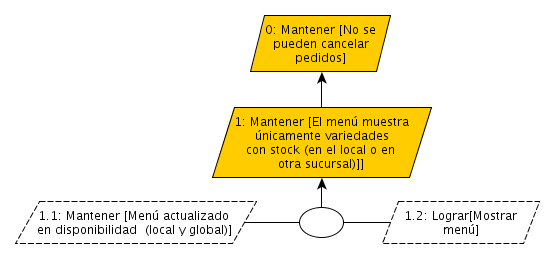 0: Mantener [No se
pueden cancelar
pedidos]
1: Mantener [El menú muestra
únicamente variedades
con stock (en el local o en
otra sucursal)]]
1.1: Mantener [Menú actualizado
en disponibilidad  (local y global)]
1.2: Lograr[Mostrar
menú]